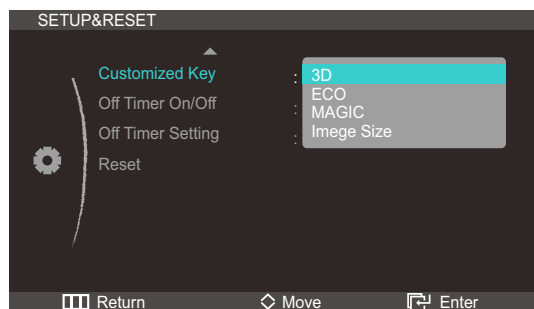 SETUP&RESET
Customized Key : 3D
ECO
Off Timer On/Off : MAGIC
Off Timer Setting : Imege Size
Reset
Return Move Enter